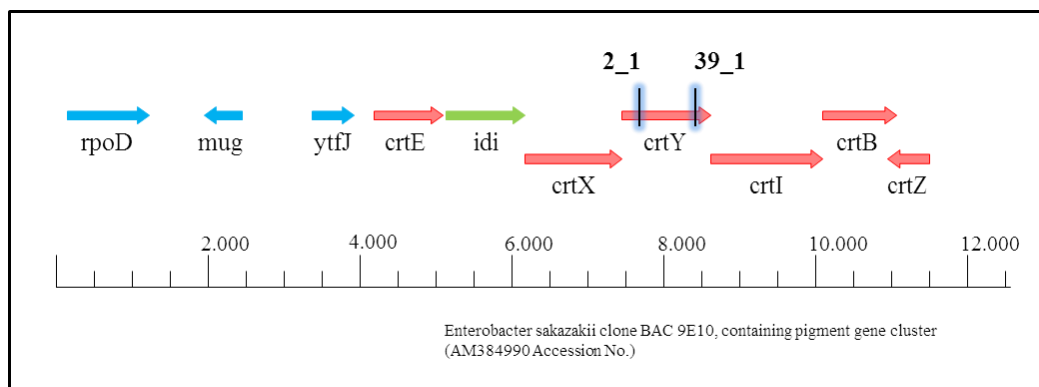 2_1 39_1
rpoD mug ytfJ crtE idi crtY crtB
crtX crtI crtZ
2.000 4.000 6.000 8.000 10.000 12.000
Enterobacter sakazakii clone BAC 9E10, containing pigment gene cluster
(AM384990 Accession No.)